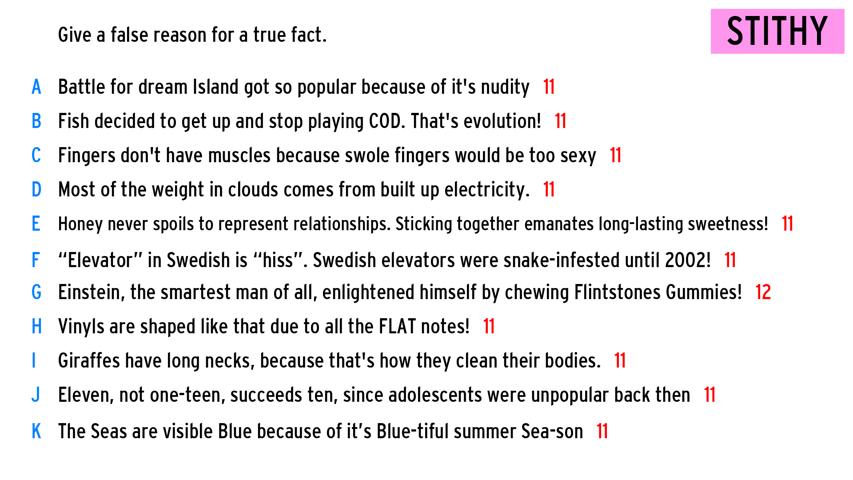 Give a false reason for a true fact.
STITHY
A Battle for dream Island got so popular because of it's nudity 11
B Fish decided to get up and stop playing COD. That's evolution! 11
C Fingers don't have muscles because swole fingers would be too sexy 11
D Most of the weight in clouds comes from built up electricity. 11
E Honey never spoils to represent relationships. Sticking together emanates long-lasting sweetness! 11
F “Elevator” in Swedish is “hiss”. Swedish elevators were snake-infested until 2002! 11
G Einstein, the smartest man of all, enlightened himself by chewing Flintstones Gummies! 12
H Vinyls are shaped like that due to all the FLAT notes! 11
I Giraffes have long necks, because that's how they clean their bodies. 11
J Eleven, not one-teen, succeeds ten, since adolescents were unpopular back then 11
K The Seas are visible Blue because of it’s Blue-tiful summer Sea-son 11